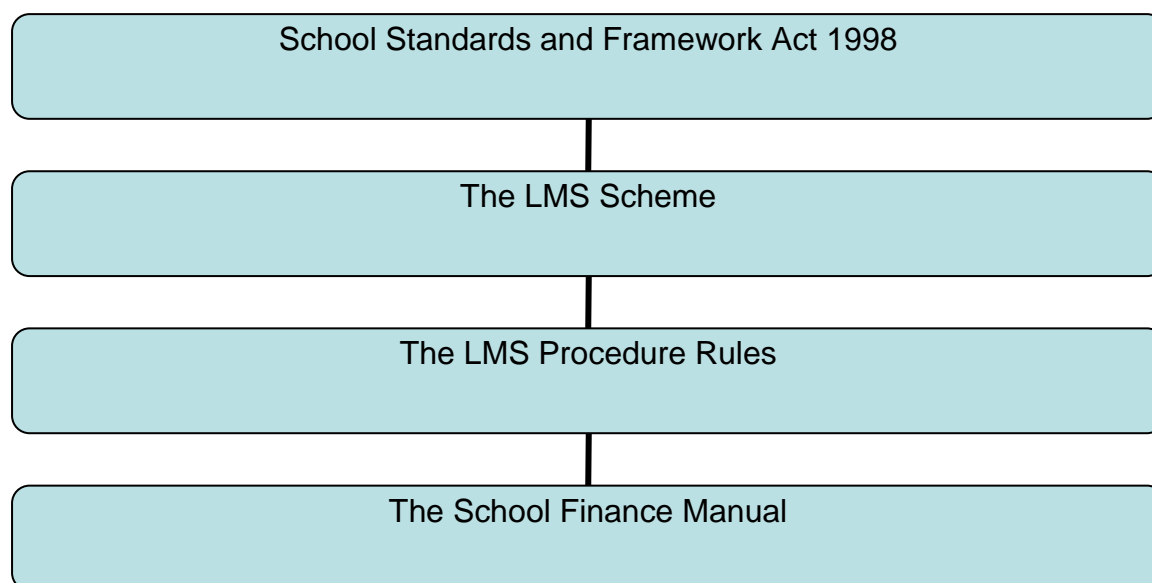 School Standards and Framework Act 1998
The LMS Scheme
The LMS Procedure Rules
The School Finance Manual